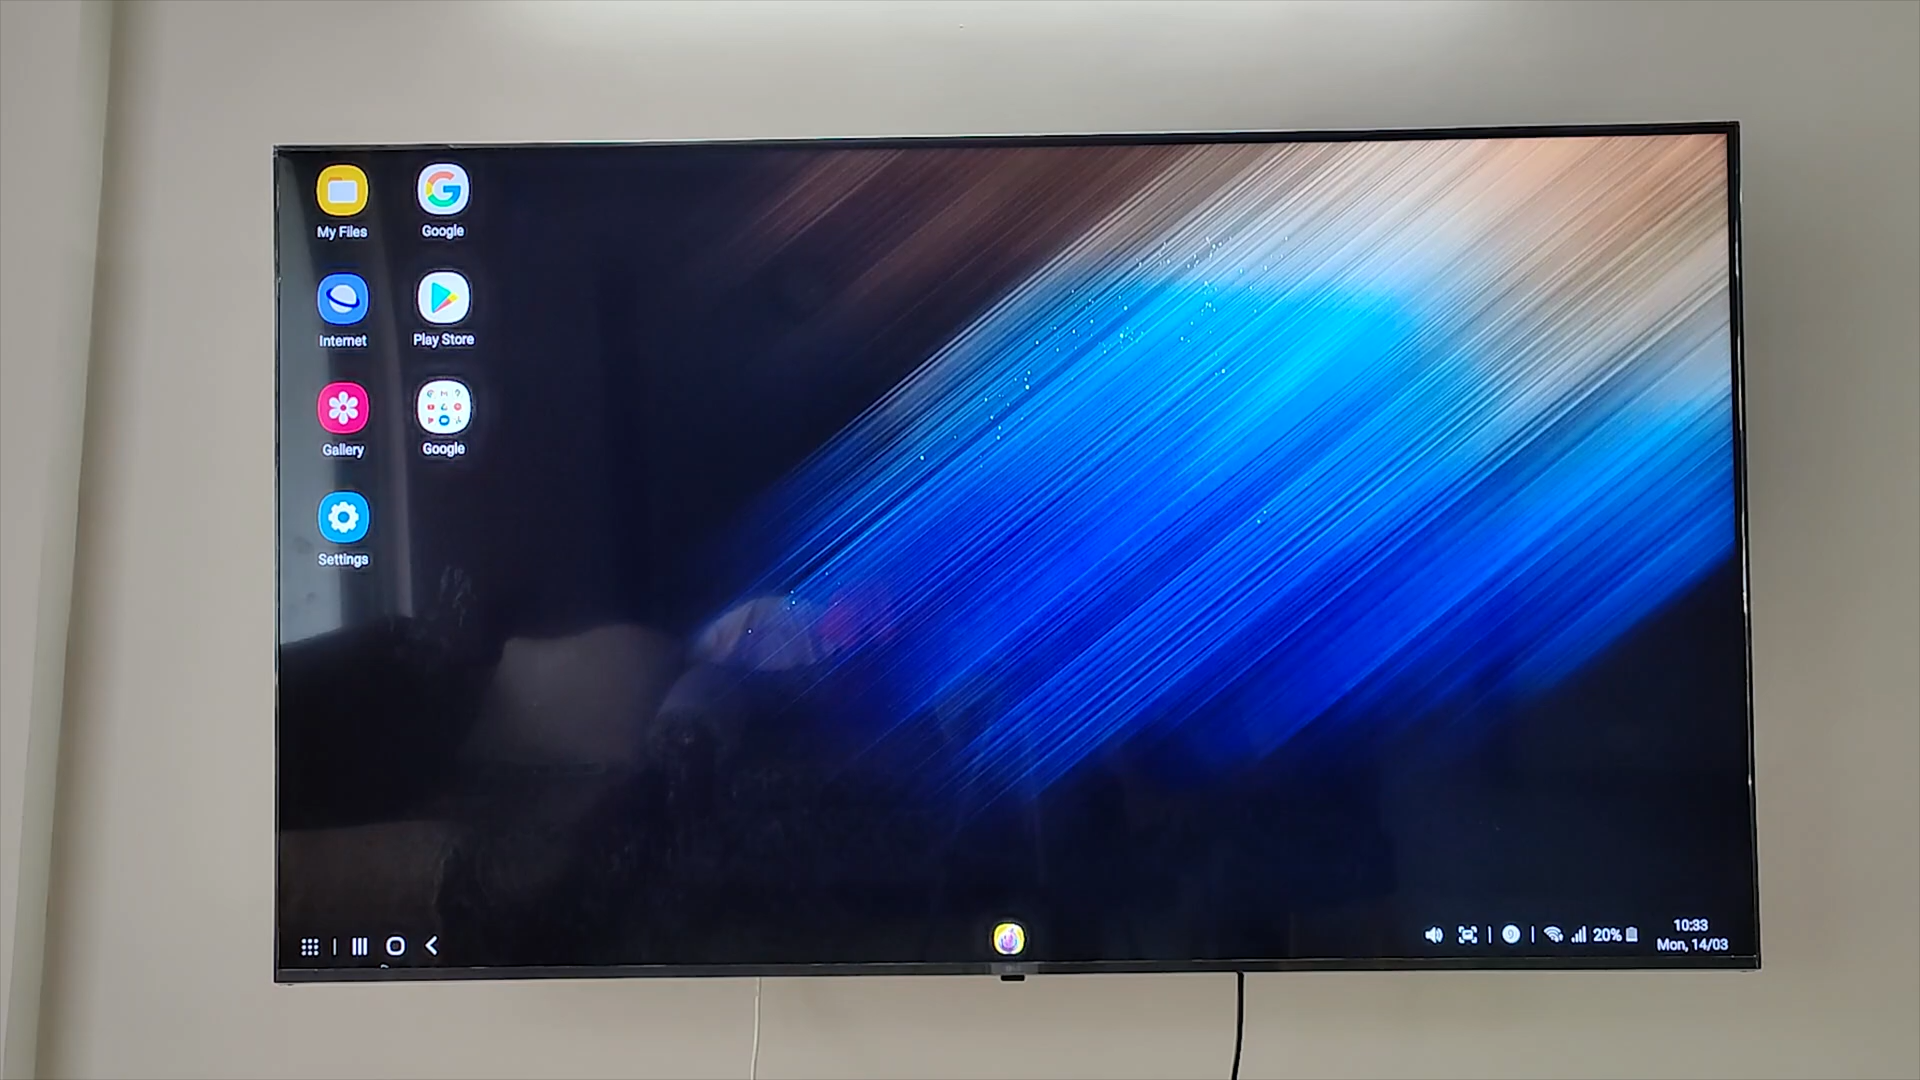 My Files
Google
Internet
Play Store
Gallery
Google
Settings
20%
10:33
Mon, 14/03